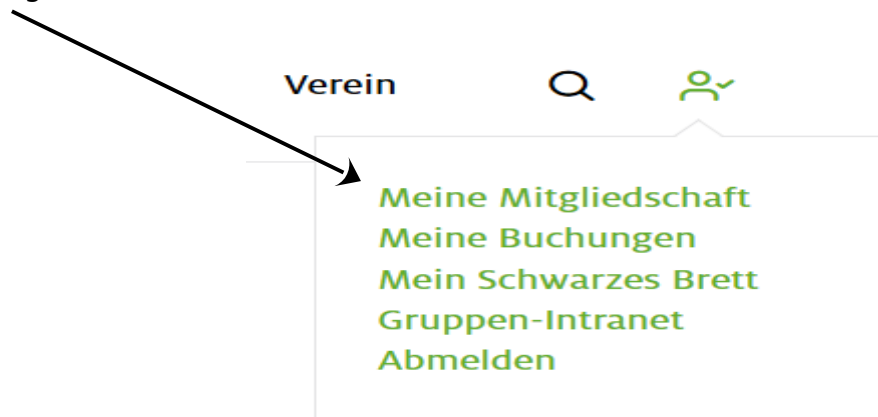 Verein
Meine Mitgliedschaft
Meine Buchungen
Mein Schwarzes Brett
Gruppen-Intranet
Abmelden